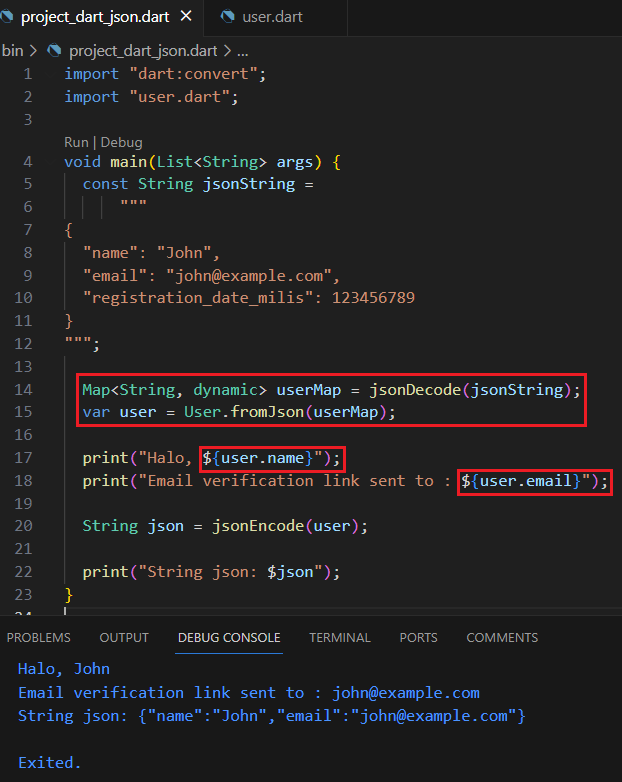 project_dart_json.dart user.dart
bin > project_dart_json.dart > ...
1 import "dart:convert";
2 import "user.dart";
3
Run | Debug
4 void main(List<String> args) {
5   const String jsonString =
6       """
7 {
8   "name": "John",
9   "email": "john@example.com",
10   "registration_date_milis": 123456789
11 }
12 """;
13
14   Map<String, dynamic> userMap = jsonDecode(jsonString);
15   var user = User.fromJson(userMap);
16
17   print("Halo, ${user.name}");
18   print("Email verification link sent to : ${user.email}");
19
20   String json = jsonEncode(user);
21
22   print("String json: $json");
23 }
24
PROBLEMS OUTPUT DEBUG CONSOLE TERMINAL PORTS COMMENTS
Halo, John
Email verification link sent to : john@example.com
String json: {"name":"John","email":"john@example.com"}
Exited.